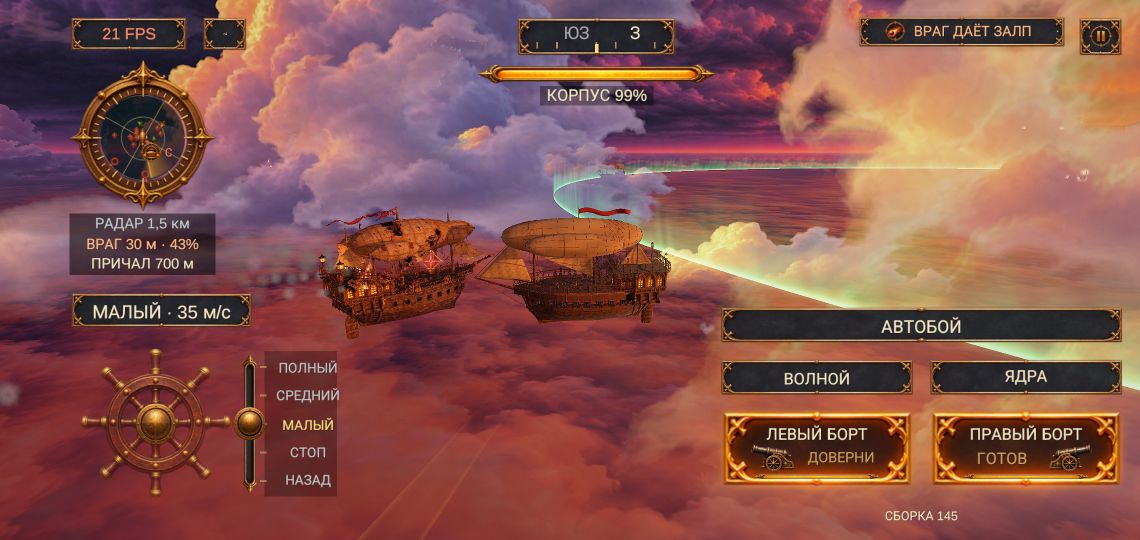 21 FPS
ЮЗ З
ВРАГ ДАЁТ ЗАЛП
КОРПУС 99%
С
РАДАР 1,5 км
ВРАГ 30 м · 43%
ПРИЧАЛ 700 м
МАЛЫЙ · 35 м/с
ПОЛНЫЙ
СРЕДНИЙ
МАЛЫЙ
СТОП
НАЗАД
АВТОБОЙ
ВОЛНОЙ
ЯДРА
ЛЕВЫЙ БОРТ
ДОВЕРНИ
ПРАВЫЙ БОРТ
ГОТОВ
СБОРКА 145